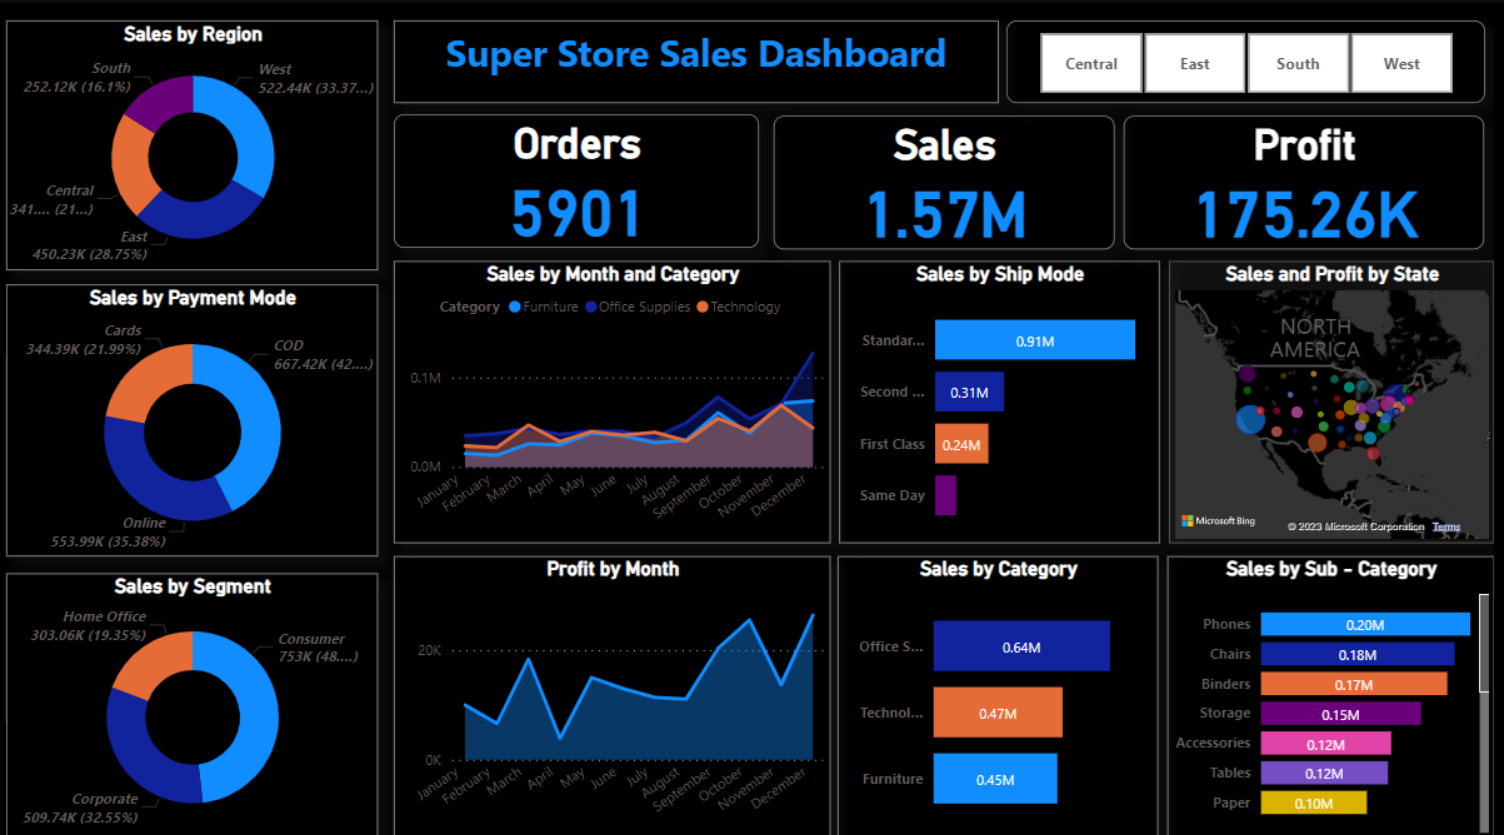 Sales by Region
South
252.12K (16.1%)
West
522.44K (33.37...)
Central
341.... (21...)
East
450.23K (28.75%)
Super Store Sales Dashboard
Central
East
South
West
Orders
5901
Sales
1.57M
Profit
175.26K
Sales by Payment Mode
Cards
344.39K (21.99%)
COD
667.42K (42....)
Online
553.99K (35.38%)
Sales by Month and Category
Category Furniture Office Supplies Technology
0.1M
0.0M
January
February
March
April
May
June
July
August
September
October
November
December
Sales by Ship Mode
Standar...
0.91M
Second ...
0.31M
First Class
0.24M
Same Day
Sales and Profit by State
NORTH
AMERICA
Microsoft Bing
© 2023 Microsoft Corporation Terms
Sales by Segment
Home Office
303.06K (19.35%)
Consumer
753K (48....)
Corporate
509.74K (32.55%)
Profit by Month
20K
0K
January
February
March
April
May
June
July
August
September
October
November
December
Sales by Category
Office S...
0.64M
Technol...
0.47M
Furniture
0.45M
Sales by Sub - Category
Phones
0.20M
Chairs
0.18M
Binders
0.17M
Storage
0.15M
Accessories
0.12M
Tables
0.12M
Paper
0.10M